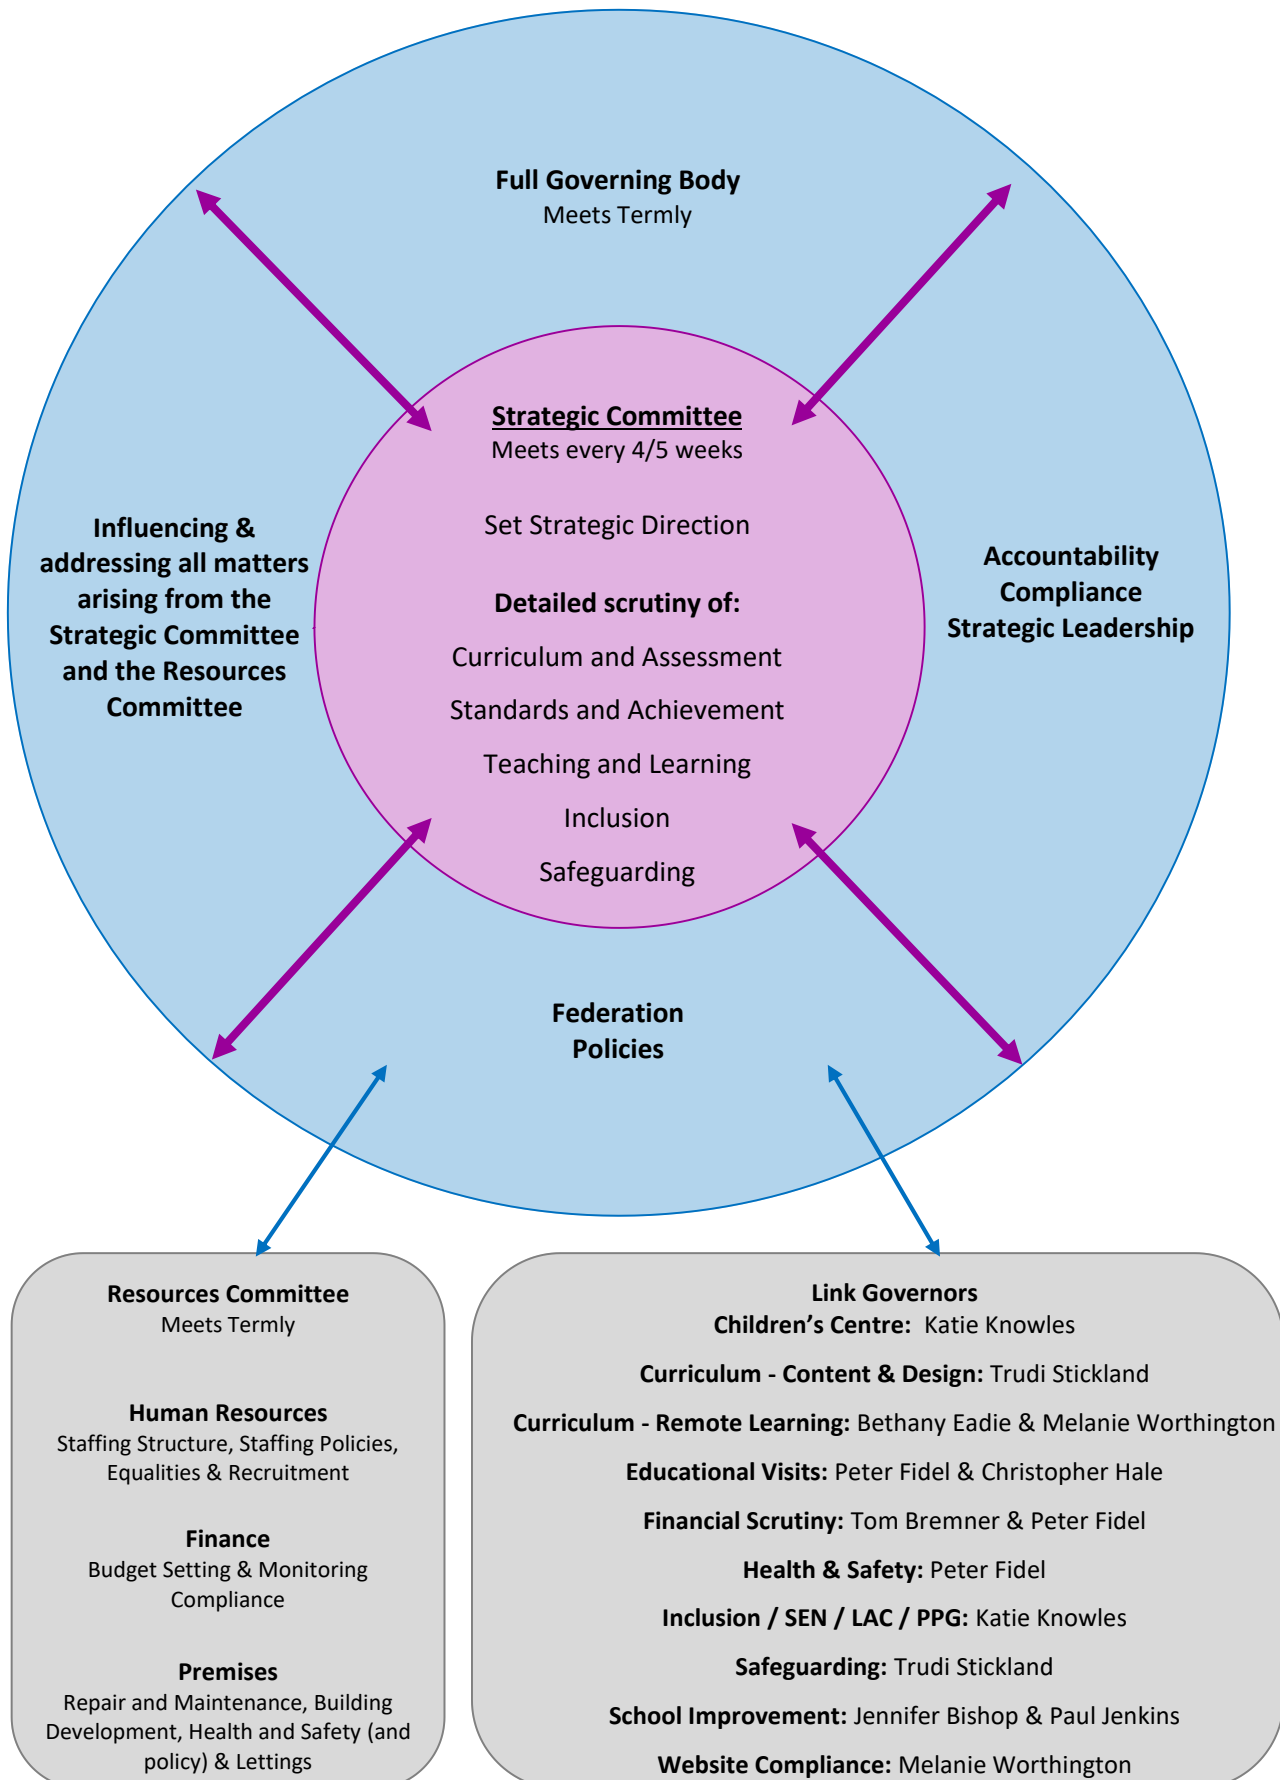 Full Governing Body
Meets Termly
Strategic Committee
Meets every 4/5 weeks
Set Strategic Direction
Detailed scrutiny of:
Curriculum and Assessment
Standards and Achievement
Teaching and Learning
Inclusion
Safeguarding
Influencing &
addressing all matters
arising from the
Strategic Committee
and the Resources
Committee
Accountability
Compliance
Strategic Leadership
Federation
Policies
Resources Committee
Meets Termly
Human Resources
Staffing Structure, Staffing Policies,
Equalities & Recruitment
Finance
Budget Setting & Monitoring
Compliance
Premises
Repair and Maintenance, Building
Development, Health and Safety (and
policy) & Lettings
Link Governors
Children’s Centre:  Katie Knowles
Curriculum - Content & Design: Trudi Stickland
Curriculum - Remote Learning: Bethany Eadie & Melanie Worthington
Educational Visits: Peter Fidel & Christopher Hale
Financial Scrutiny: Tom Bremner & Peter Fidel
Health & Safety: Peter Fidel
Inclusion / SEN / LAC / PPG: Katie Knowles
Safeguarding: Trudi Stickland
School Improvement: Jennifer Bishop & Paul Jenkins
Website Compliance: Melanie Worthington